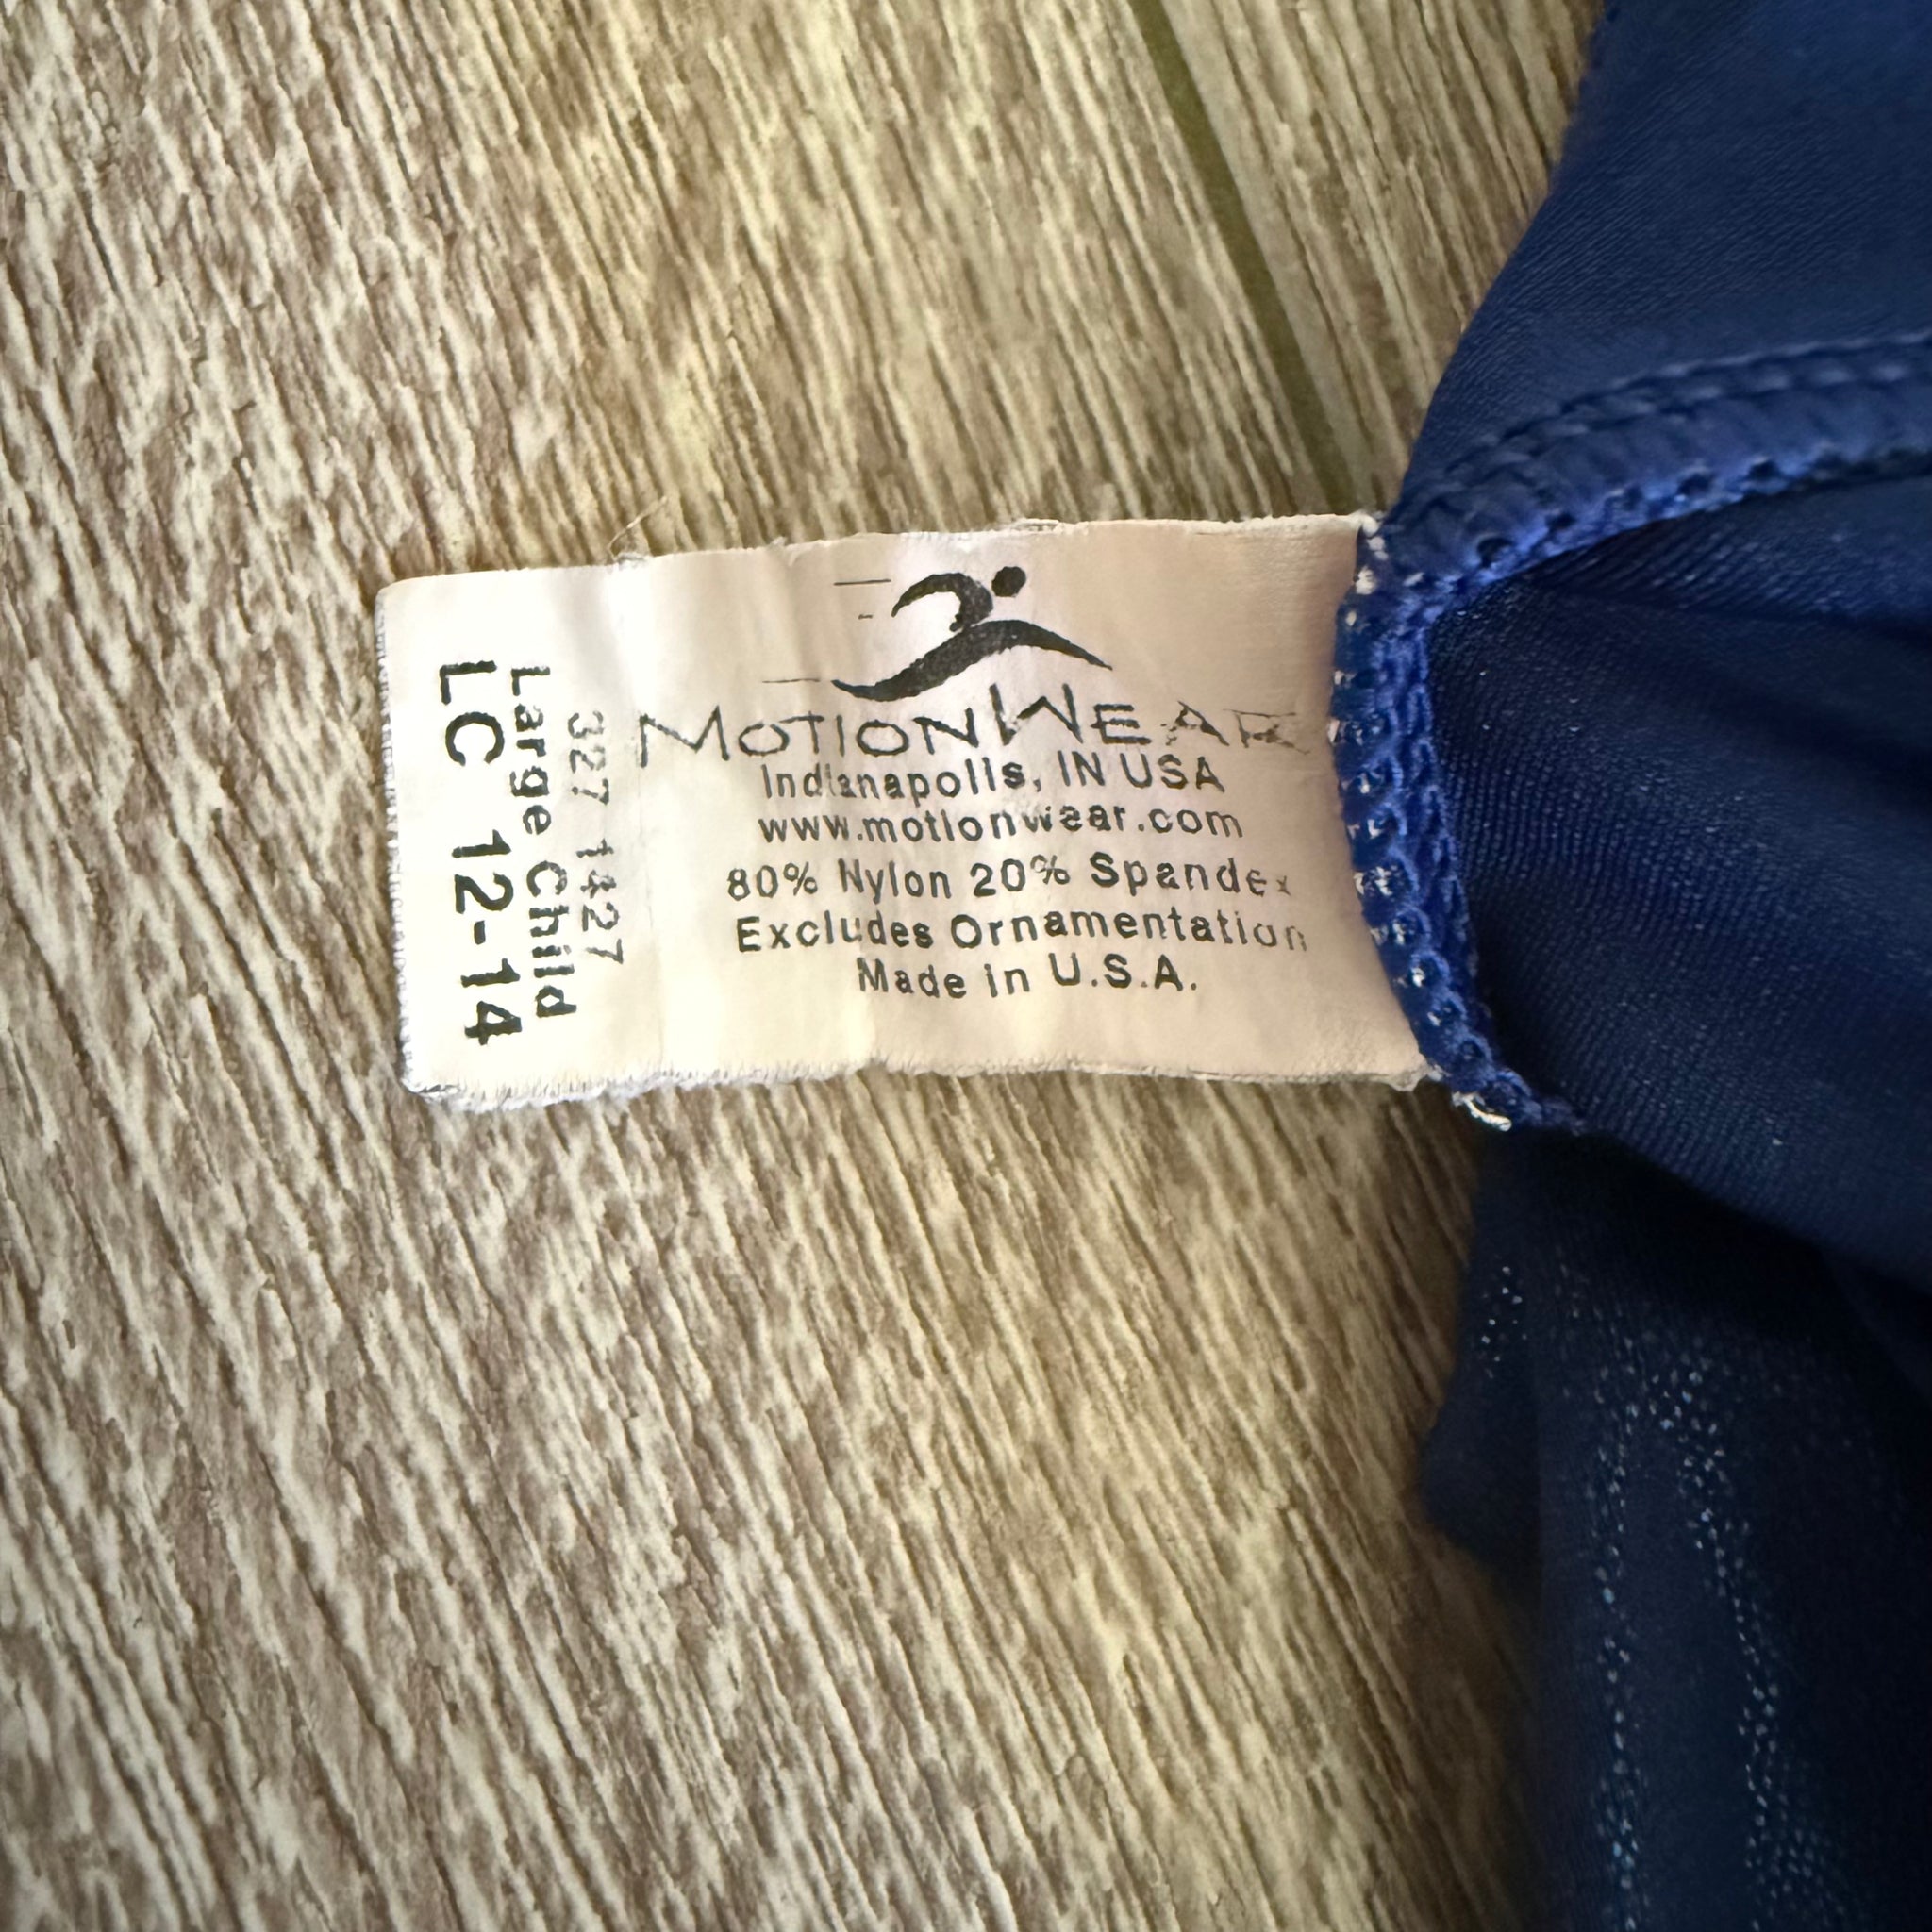 MOTIONWEAR
Indianapolis, IN USA
www.motionwear.com
80% Nylon 20% Spandex
Excludes Ornamentation
Made in U.S.A.
327 1427
Large Child
LC 12-14